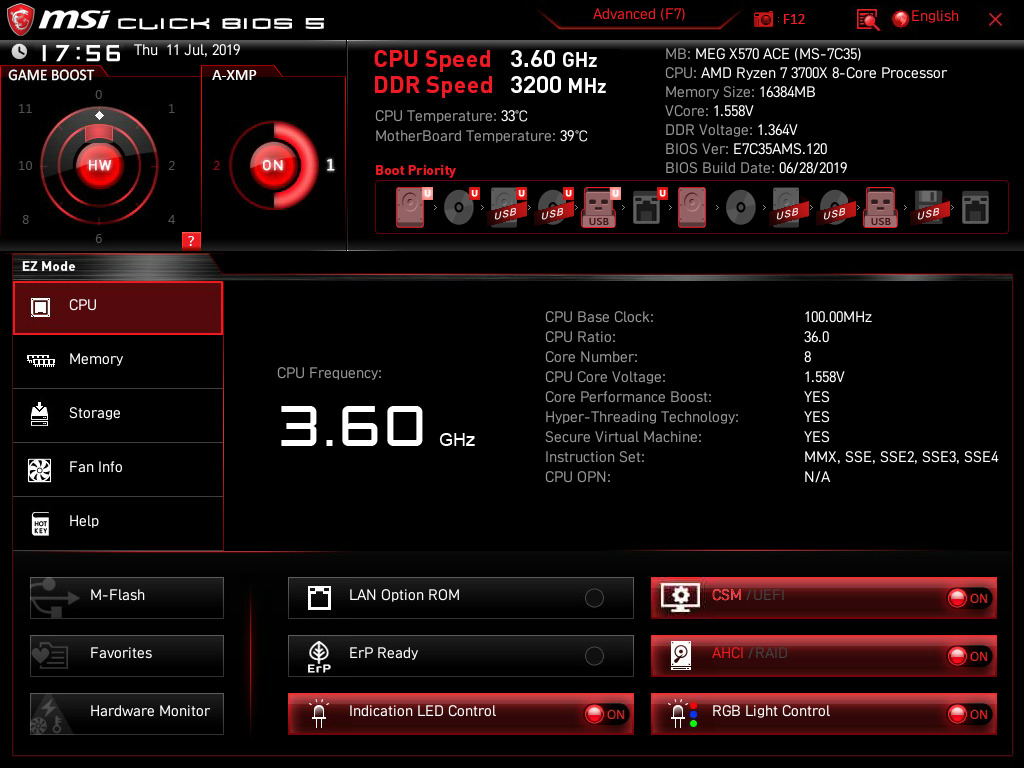 msi CLICK BIOS 5
Advanced (F7)
: F12
English
17:56 Thu 11 Jul, 2019
GAME BOOST
0
1
2
4
6
8
10
11
HW
?
A-XMP
2
ON
1
CPU Speed 3.60 GHz
DDR Speed 3200 MHz
CPU Temperature: 33°C
MotherBoard Temperature: 39°C
MB: MEG X570 ACE (MS-7C35)
CPU: AMD Ryzen 7 3700X 8-Core Processor
Memory Size: 16384MB
VCore: 1.558V
DDR Voltage: 1.364V
BIOS Ver: E7C35AMS.120
BIOS Build Date: 06/28/2019
Boot Priority
U U U U U U
USB USB USB USB USB USB USB
EZ Mode
CPU
Memory
Storage
Fan Info
HOT KEY Help
CPU Frequency:
3.60 GHz
CPU Base Clock: 100.00MHz
CPU Ratio: 36.0
Core Number: 8
CPU Core Voltage: 1.558V
Core Performance Boost: YES
Hyper-Threading Technology: YES
Secure Virtual Machine: YES
Instruction Set: MMX, SSE, SSE2, SSE3, SSE4
CPU OPN: N/A
M-Flash
Favorites
Hardware Monitor
LAN Option ROM
ErP ErP Ready
Indication LED Control ON
CSM /UEFI ON
AHCI /RAID ON
RGB Light Control ON